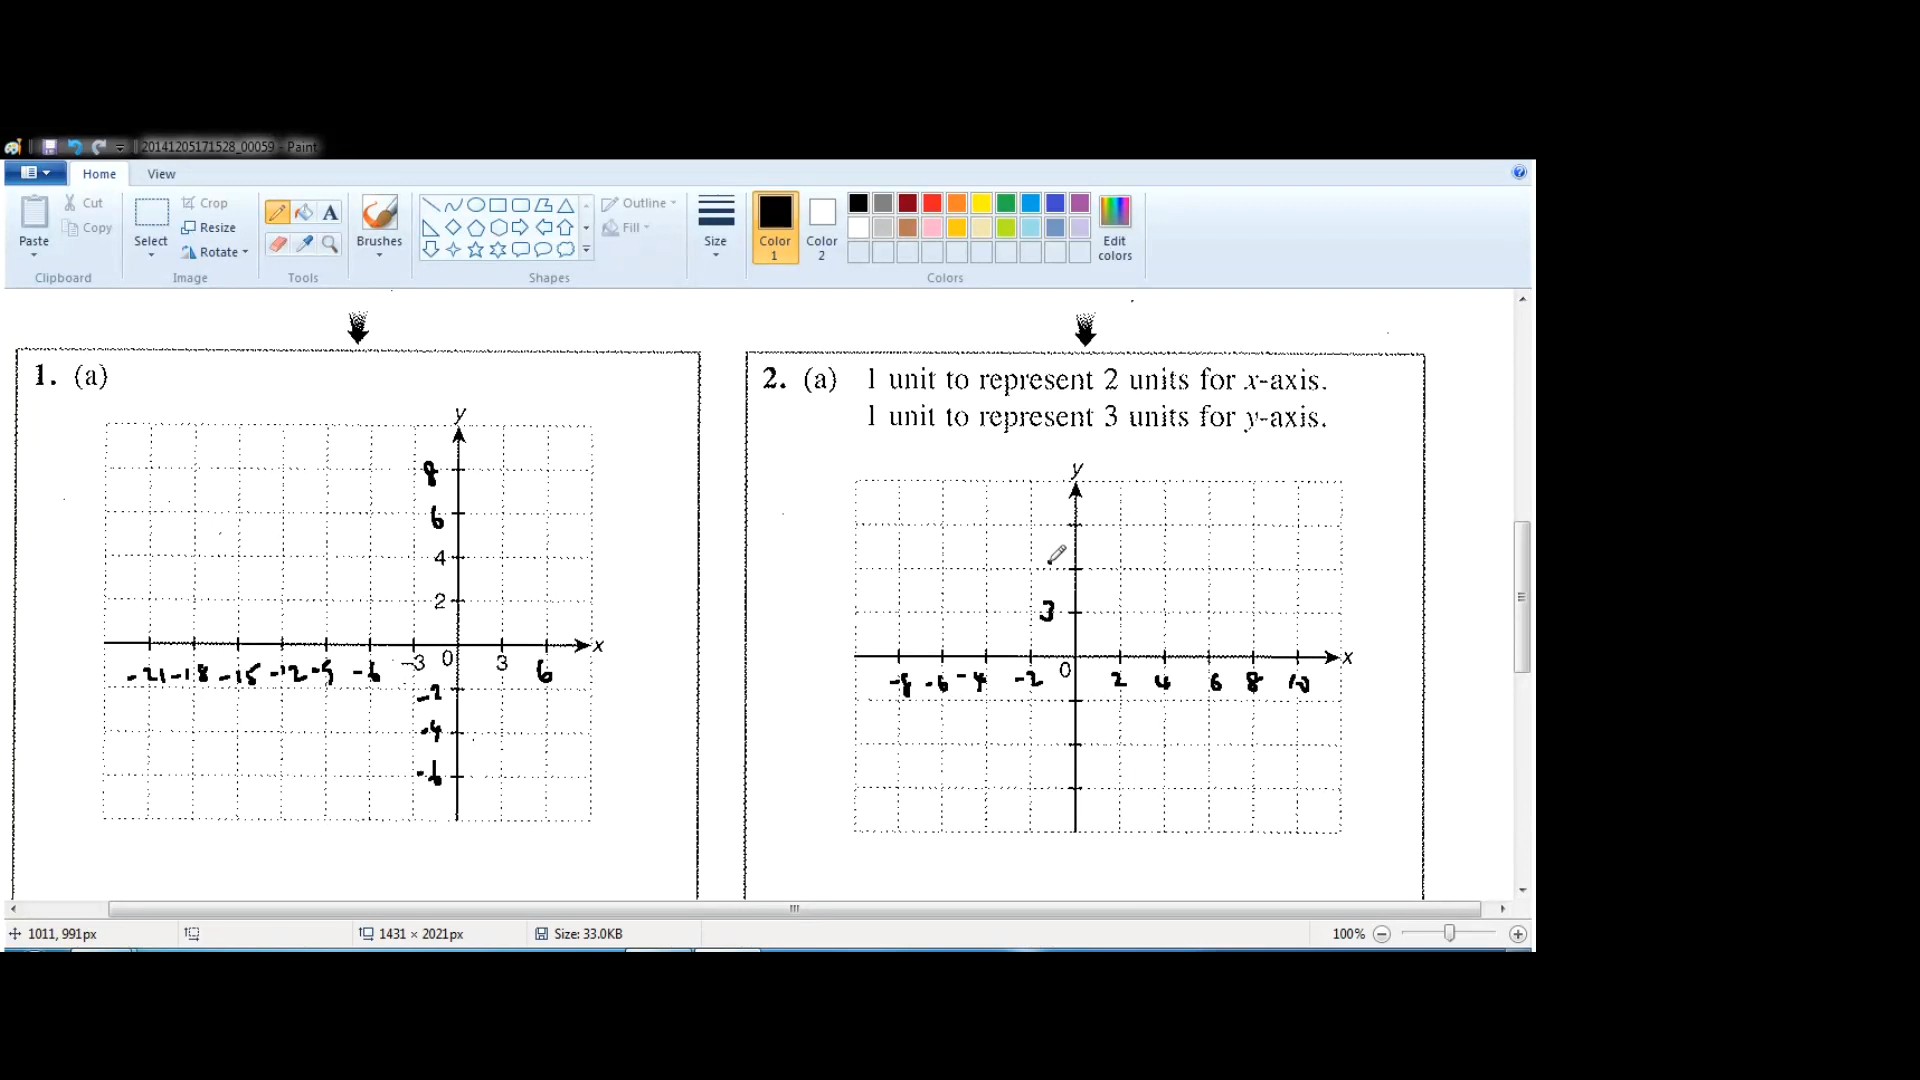 20141205171528_00059 - Paint
Home View
Cut
Copy
Paste
Clipboard
Crop
Resize
Rotate
Select
Image
A
Tools
Brushes
Outline
Fill
Shapes
Size
Color 1
Color 2
Edit colors
Colors
1. (a)
y
8
6
4
2
x
-21 -18 -15 -12 -9 -6 -3 0 3 6
-2
-4
-6
2. (a) 1 unit to represent 2 units for x-axis.
1 unit to represent 3 units for y-axis.
y
3
x
-8 -6 -4 -2 0 2 4 6 8 10
1011, 991px
1431 × 2021px
Size: 33.0KB
100%